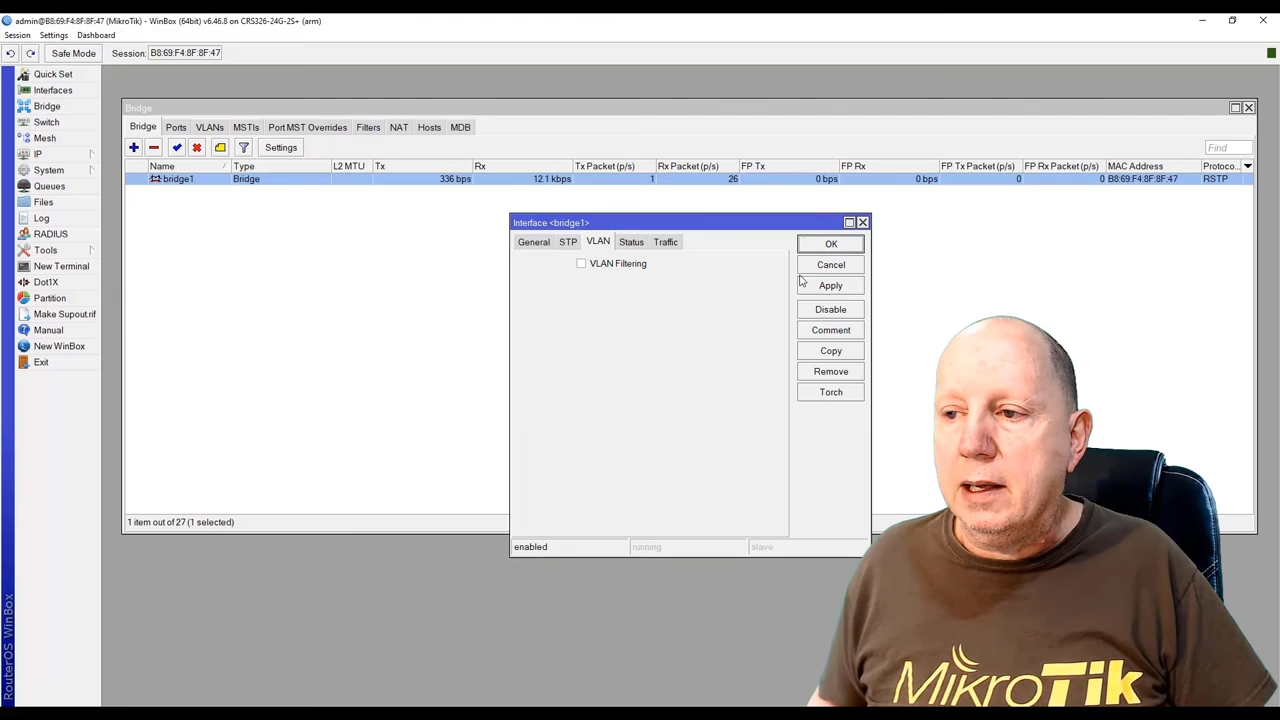 admin@B8:69:F4:8F:8F:47 (MikroTik) - WinBox (64bit) v6.46.8 on CRS326-24G-2S+ (arm)
Session Settings Dashboard
Safe Mode Session: B8:69:F4:8F:8F:47
Quick Set
Interfaces
Bridge
Switch
Mesh
IP
System
Queues
Files
Log
RADIUS
Tools
New Terminal
Dot1X
Partition
Make Supout.rif
Manual
New WinBox
Exit
RouterOS WinBox
Bridge
Bridge Ports VLANs MSTIs Port MST Overrides Filters NAT Hosts MDB
Settings Find
Name Type L2 MTU Tx Rx Tx Packet (p/s) Rx Packet (p/s) FP Tx FP Rx FP Tx Packet (p/s) FP Rx Packet (p/s) MAC Address Protoco...
bridge1 Bridge 336 bps 12.1 kbps 1 26 0 bps 0 bps 0 0 B8:69:F4:8F:8F:47 RSTP
1 item out of 27 (1 selected)
Interface <bridge1>
General STP VLAN Status Traffic
VLAN Filtering
OK
Cancel
Apply
Disable
Comment
Copy
Remove
Torch
enabled running slave
MikroTik